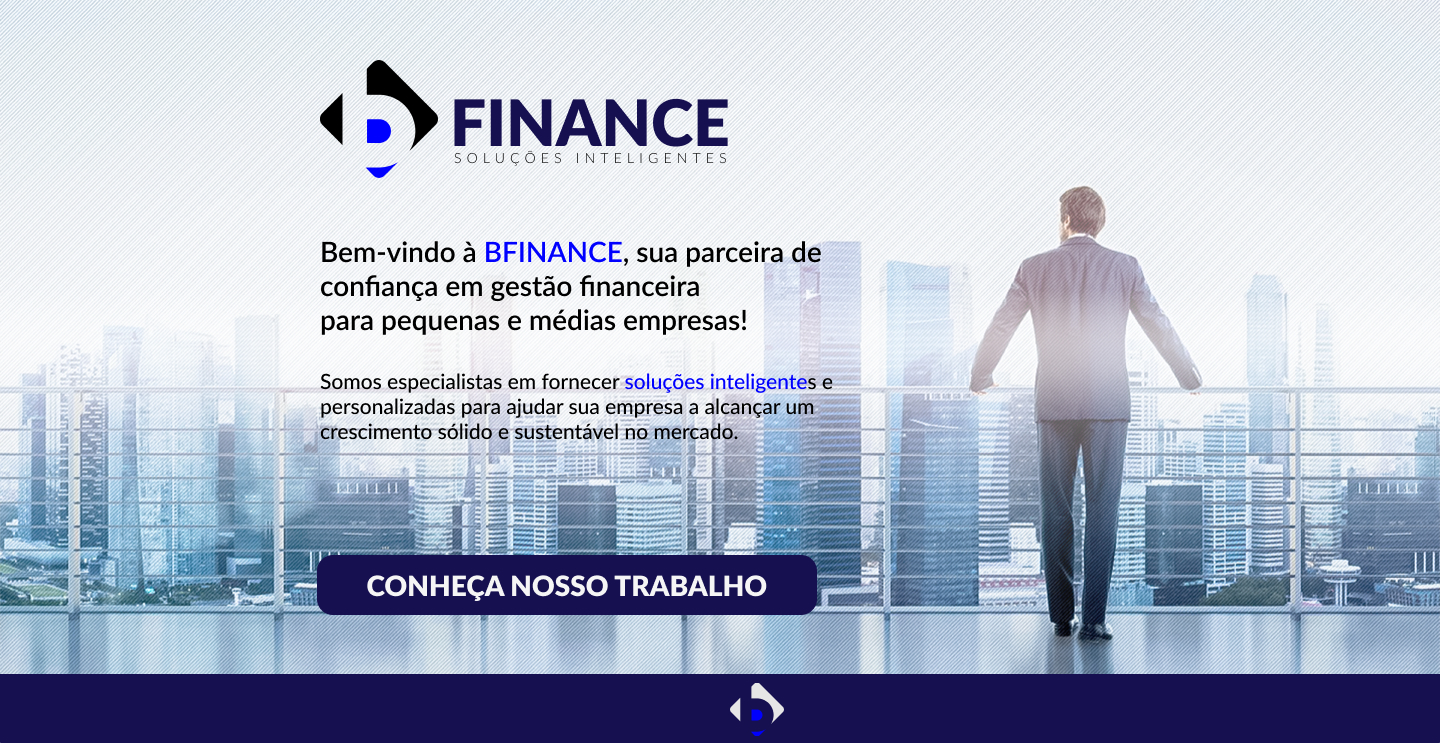 FINANCE
SOLUÇÕES INTELIGENTES
Bem-vindo à BFINANCE, sua parceira de
confiança em gestão financeira
para pequenas e médias empresas!
Somos especialistas em fornecer soluções inteligentes e
personalizadas para ajudar sua empresa a alcançar um
crescimento sólido e sustentável no mercado.
CONHEÇA NOSSO TRABALHO